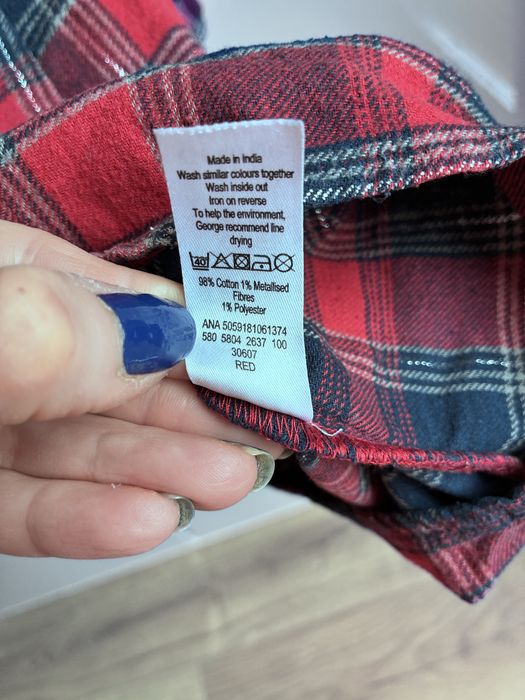 Made in India
Wash similar colours together
Wash inside out
Iron on reverse
To help the environment,
George recommend line
drying
40
98% Cotton 1% Metallised
Fibres
1% Polyester
ANA 5059181061374
580 5804 2637 100
30607
RED